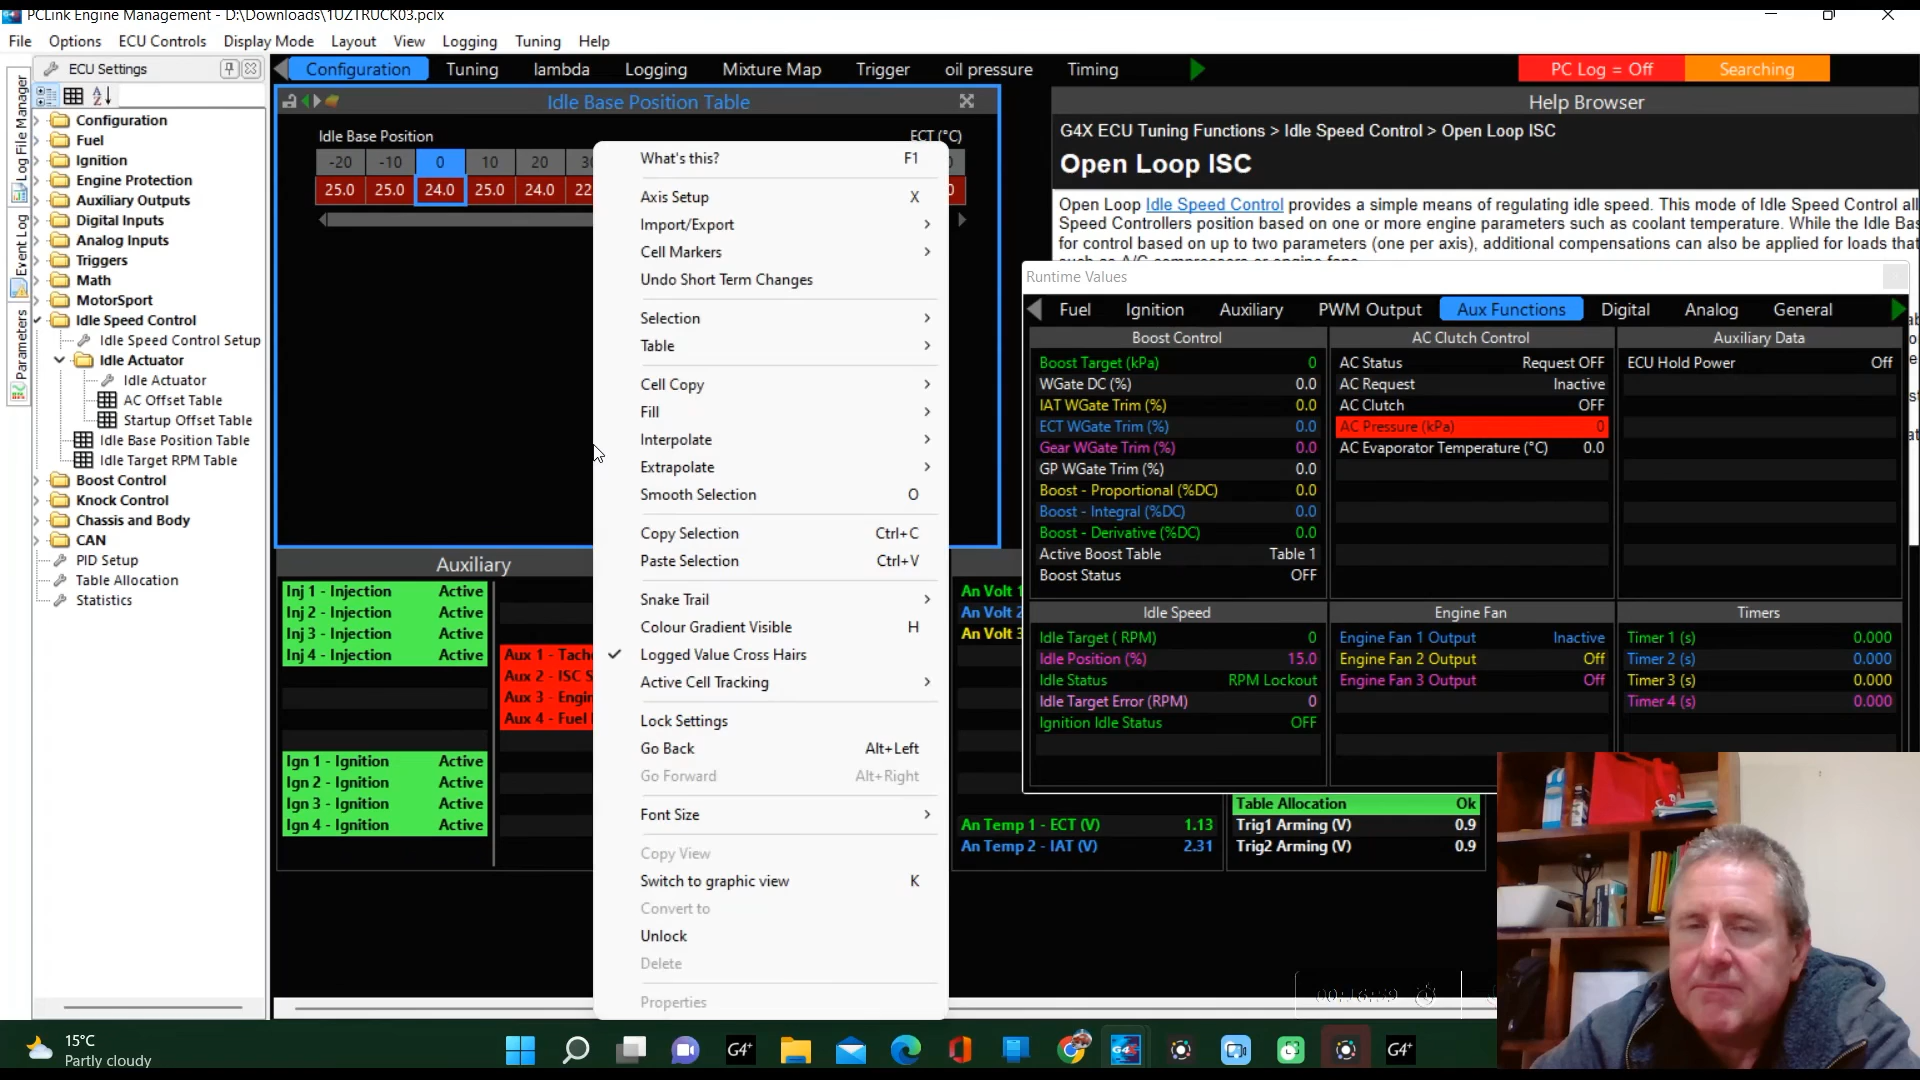 PCLink Engine Management - D:\Downloads\1UZTRUCK03.pclx
File Options ECU Controls Display Mode Layout View Logging Tuning Help
ECU Settings
Configuration Tuning lambda Logging Mixture Map Trigger oil pressure Timing
PC Log = Off Searching
Log File Manager
Event Log
Parameters
Configuration
Fuel
Ignition
Engine Protection
Auxiliary Outputs
Digital Inputs
Analog Inputs
Triggers
Math
MotorSport
Idle Speed Control
Idle Speed Control Setup
Idle Actuator
Idle Actuator
AC Offset Table
Startup Offset Table
Idle Base Position Table
Idle Target RPM Table
Boost Control
Knock Control
Chassis and Body
CAN
PID Setup
Table Allocation
Statistics
Idle Base Position Table
Idle Base Position ECT (°C)
-20 -10 0 10 20
25.0 25.0 24.0 25.0 24.0
What's this? F1
Axis Setup X
Import/Export
Cell Markers
Undo Short Term Changes
Selection
Table
Cell Copy
Fill
Interpolate
Extrapolate
Smooth Selection O
Copy Selection Ctrl+C
Paste Selection Ctrl+V
Snake Trail
Colour Gradient Visible H
Logged Value Cross Hairs
Active Cell Tracking
Lock Settings
Go Back Alt+Left
Go Forward Alt+Right
Font Size
Copy View
Switch to graphic view K
Convert to
Unlock
Delete
Properties
Help Browser
G4X ECU Tuning Functions > Idle Speed Control > Open Loop ISC
Open Loop ISC
Open Loop Idle Speed Control provides a simple means of regulating idle speed. This mode of Idle Speed Control all
Speed Controllers position based on one or more engine parameters such as coolant temperature. While the Idle Bas
for control based on up to two parameters (one per axis), additional compensations can also be applied for loads that
Runtime Values
Fuel Ignition Auxiliary PWM Output Aux Functions Digital Analog General
Boost Control
Boost Target (kPa) 0
WGate DC (%) 0.0
IAT WGate Trim (%) 0.0
ECT WGate Trim (%) 0.0
Gear WGate Trim (%) 0.0
GP WGate Trim (%) 0.0
Boost - Proportional (%DC) 0.0
Boost - Integral (%DC) 0.0
Boost - Derivative (%DC) 0.0
Active Boost Table Table 1
Boost Status OFF
AC Clutch Control
AC Status Request OFF
AC Request Inactive
AC Clutch OFF
AC Pressure (kPa) 0
AC Evaporator Temperature (°C) 0.0
Auxiliary Data
ECU Hold Power Off
Idle Speed
Idle Target ( RPM) 0
Idle Position (%) 15.0
Idle Status RPM Lockout
Idle Target Error (RPM) 0
Ignition Idle Status OFF
Engine Fan
Engine Fan 1 Output Inactive
Engine Fan 2 Output Off
Engine Fan 3 Output Off
Timers
Timer 1 (s) 0.000
Timer 2 (s) 0.000
Timer 3 (s) 0.000
Timer 4 (s) 0.000
Auxiliary
Inj 1 - Injection Active
Inj 2 - Injection Active
Inj 3 - Injection Active
Inj 4 - Injection Active
Aux 1 - Tach
Aux 2 - ISC S
Aux 3 - Engin
Aux 4 - Fuel
Ign 1 - Ignition Active
Ign 2 - Ignition Active
Ign 3 - Ignition Active
Ign 4 - Ignition Active
An Volt 1
An Volt 2
An Volt 3
An Temp 1 - ECT (V) 1.13
An Temp 2 - IAT (V) 2.31
Table Allocation Ok
Trig1 Arming (V) 0.9
Trig2 Arming (V) 0.9
15°C
Partly cloudy
G4+ G4+